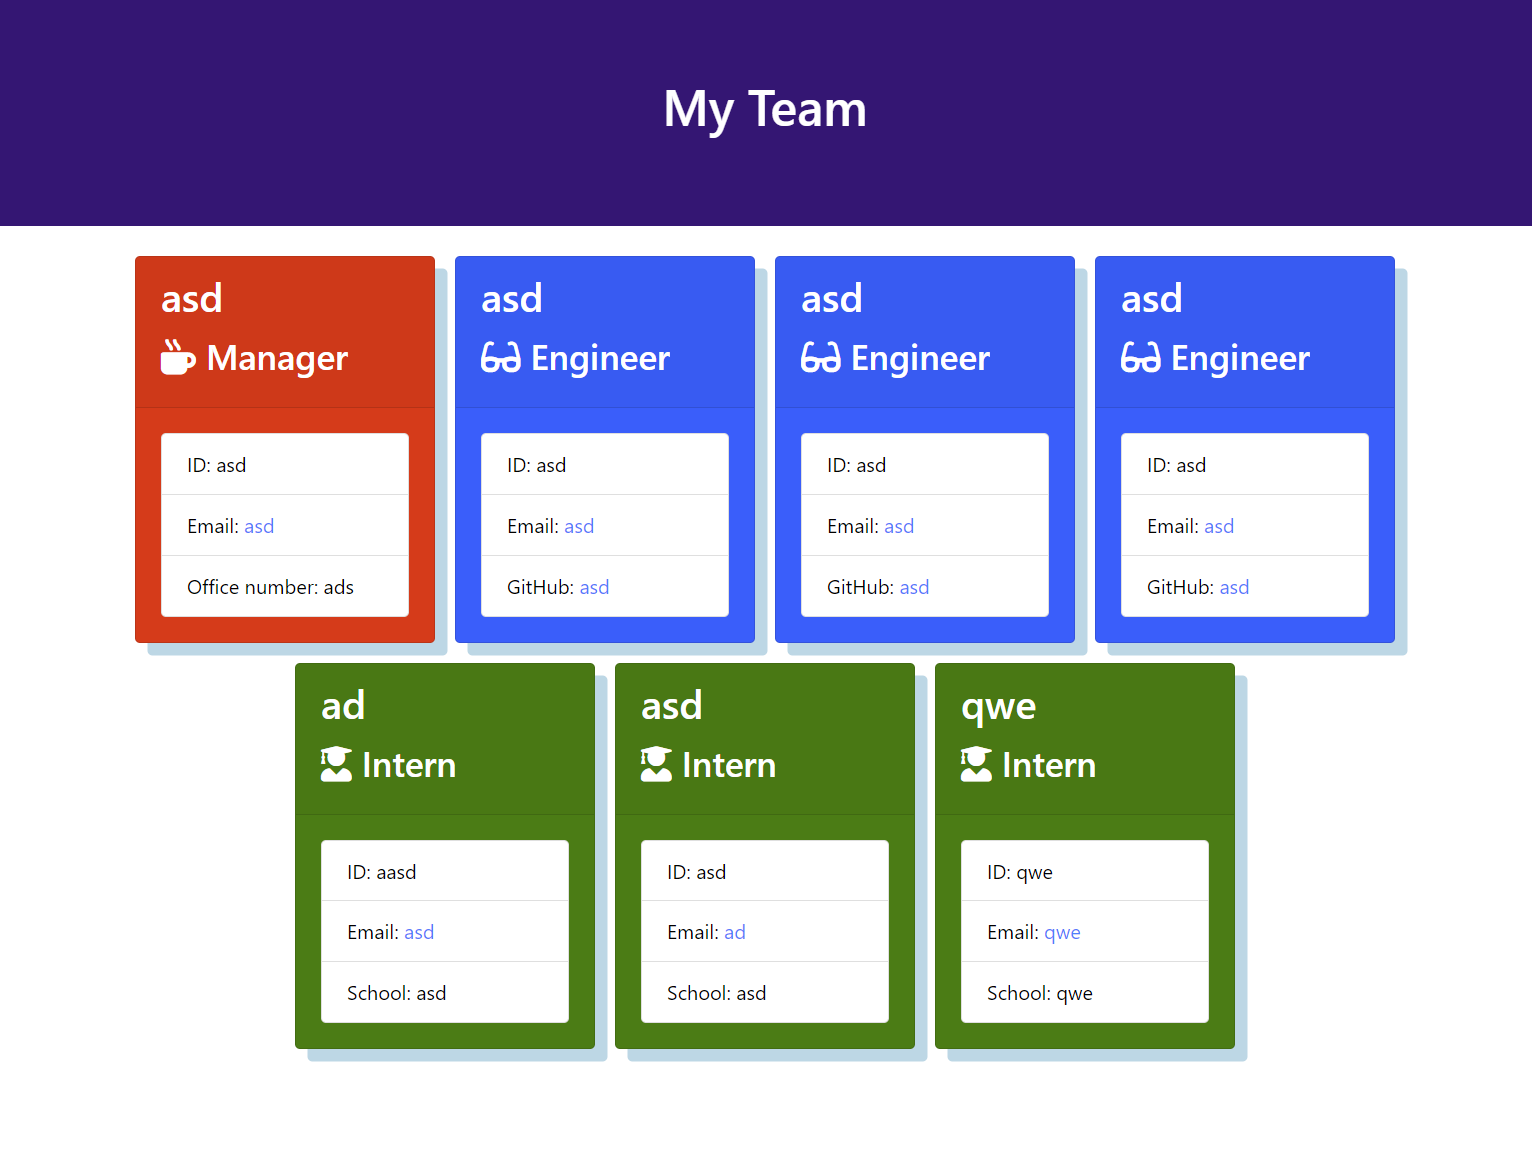 My Team
asd
Manager
ID: asd
Email: asd
Office number: ads
asd
Engineer
ID: asd
Email: asd
GitHub: asd
asd
Engineer
ID: asd
Email: asd
GitHub: asd
asd
Engineer
ID: asd
Email: asd
GitHub: asd
ad
Intern
ID: aasd
Email: asd
School: asd
asd
Intern
ID: asd
Email: ad
School: asd
qwe
Intern
ID: qwe
Email: qwe
School: qwe